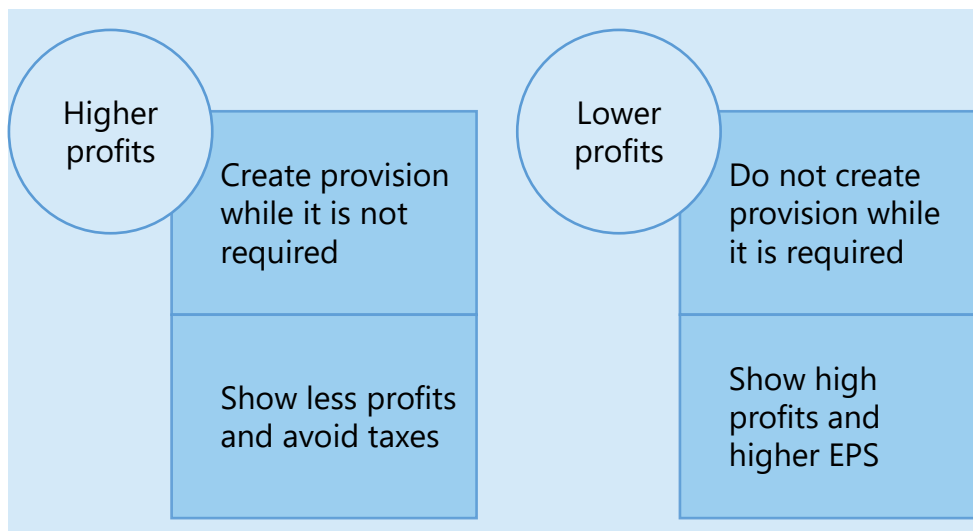 Higher
profits
Create provision
while it is not
required
Show less profits
and avoid taxes
Lower
profits
Do not create
provision while
it is required
Show high
profits and
higher EPS